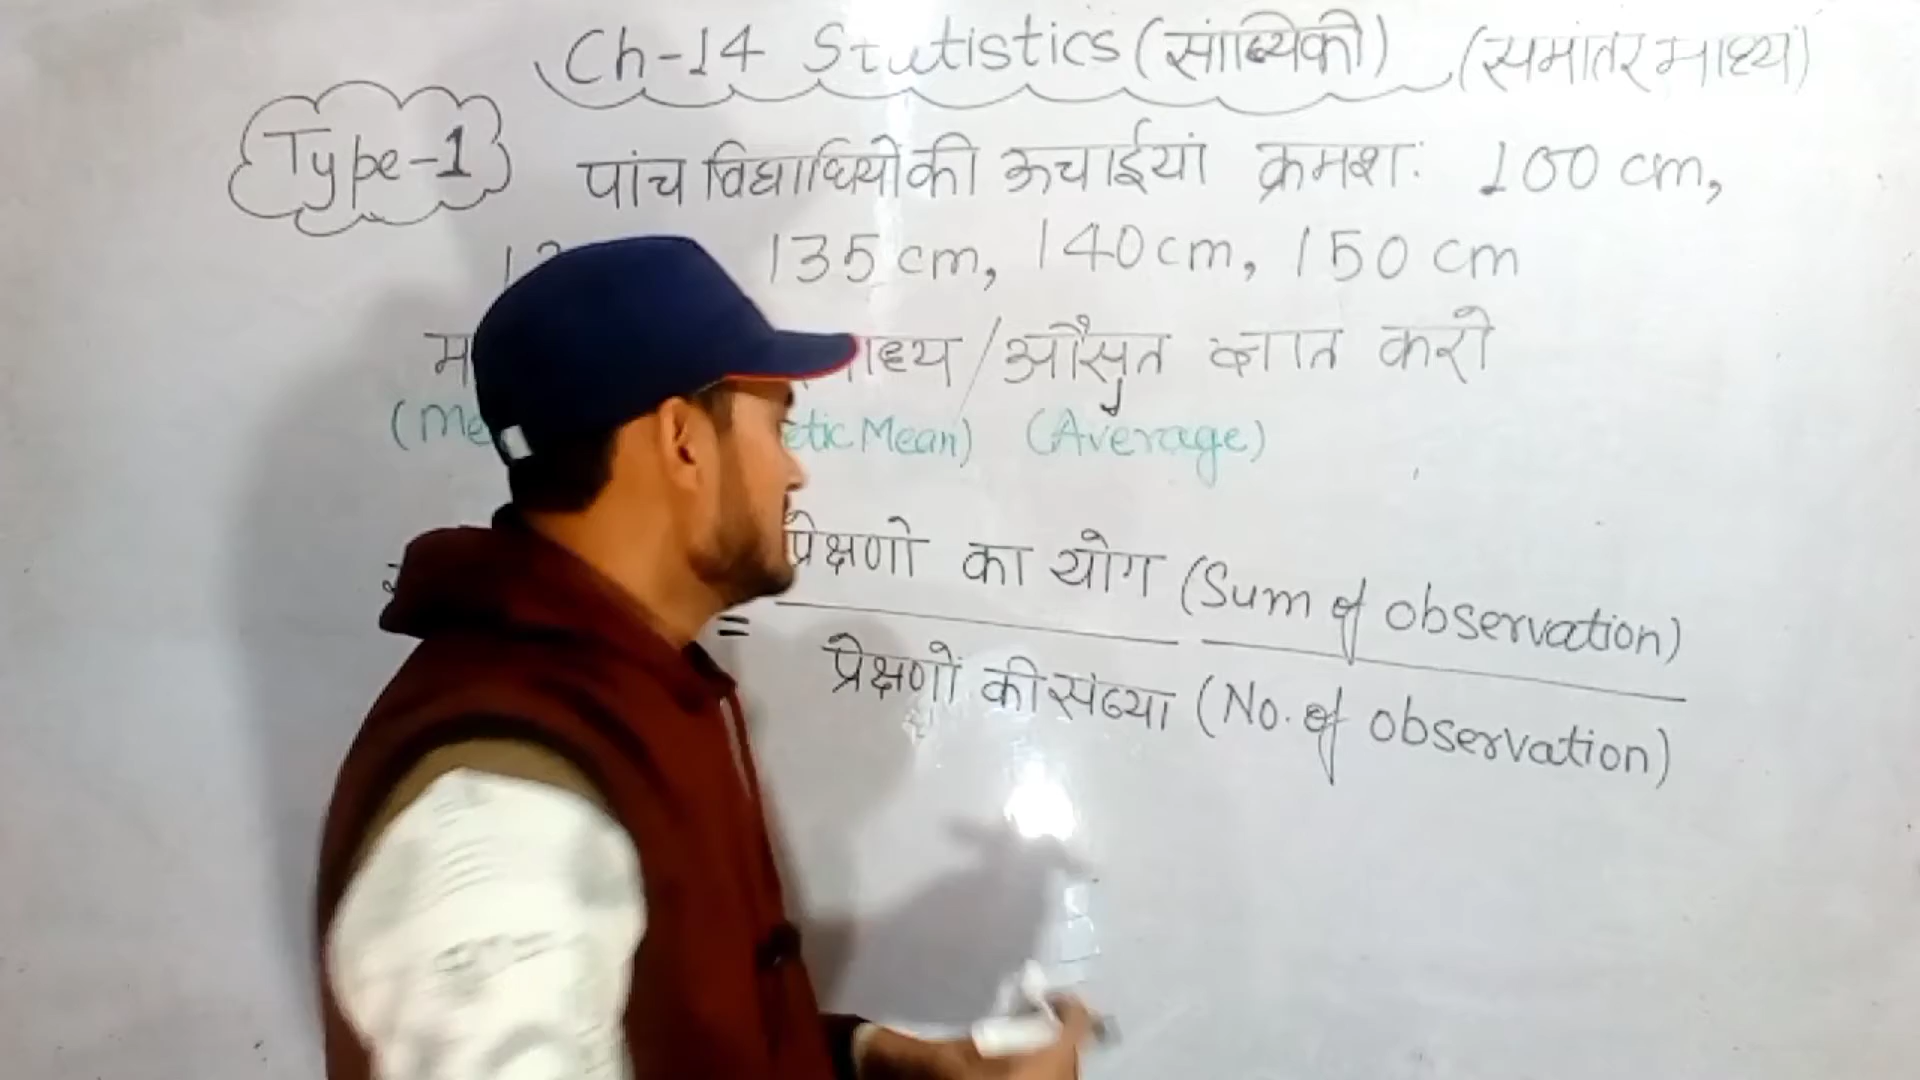 Ch-14 Statistics (सांख्यिकी) (समांतर माध्य)
Type-1 पांच विद्यार्थियो की ऊचाईयां क्रमश: 100 cm,
135 cm, 140 cm, 150 cm
/औसत ज्ञात करो
Mean) (Average)
प्रेक्षणो का योग (Sum of observation)
=
प्रेक्षणों की संख्या (No. of observation)